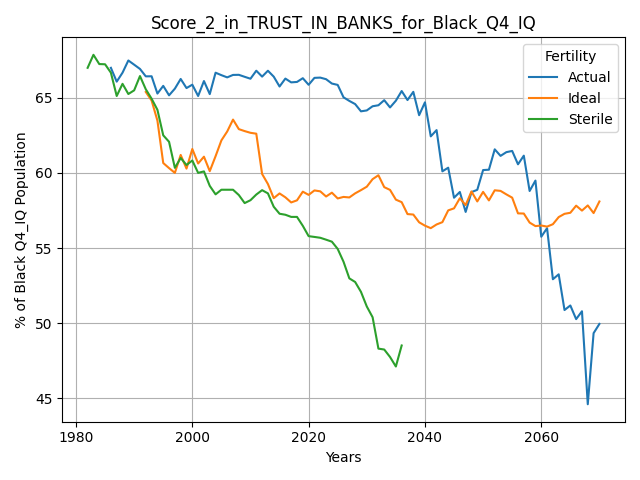 Score_2_in_TRUST_IN_BANKS_for_Black_Q4_IQ
Fertility
Actual
Ideal
Sterile
% of Black Q4_IQ Population
65
60
55
50
45
1980
2000
2020
2040
2060
Years